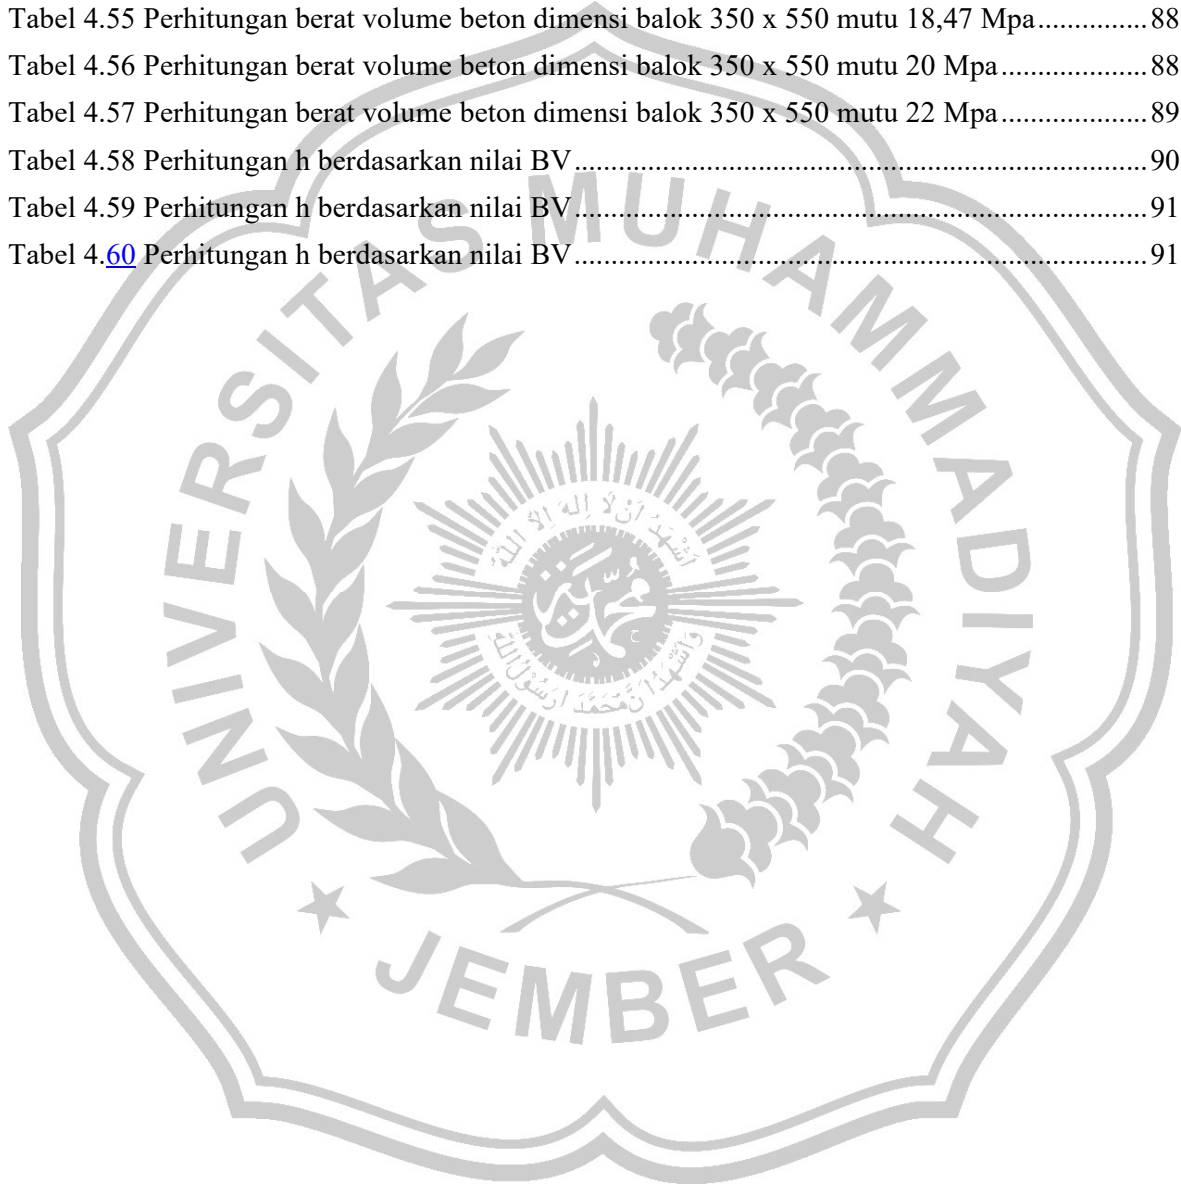 Tabel 4.55 Perhitungan berat volume beton dimensi balok 350 x 550 mutu 18,47 Mpa............... 88
Tabel 4.56 Perhitungan berat volume beton dimensi balok 350 x 550 mutu 20 Mpa................... 88
Tabel 4.57 Perhitungan berat volume beton dimensi balok 350 x 550 mutu 22 Mpa................... 89
Tabel 4.58 Perhitungan h berdasarkan nilai BV........................................................................... 90
Tabel 4.59 Perhitungan h berdasarkan nilai BV........................................................................... 91
Tabel 4.60 Perhitungan h berdasarkan nilai BV........................................................................... 91
UNIVERSITAS MUHAMMADIYAH
JEMBER